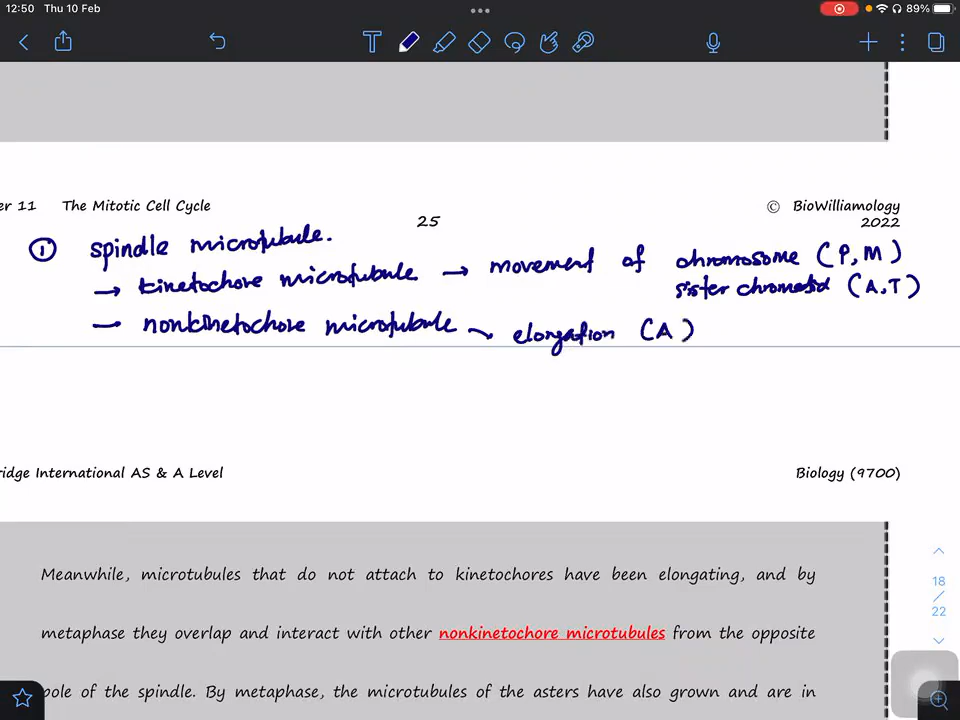 12:50 Thu 10 Feb
89%
er 11 The Mitotic Cell Cycle
© BioWilliamology
25
2022
① spindle microtubule.
→ kinetochore microtubule → movement of chromosome (P, M)
sister chromatid (A, T)
→ nonkinetochore microtubule → elongation (A)
ridge International AS & A Level
Biology (9700)
Meanwhile, microtubules that do not attach to kinetochores have been elongating, and by
18
/
22
metaphase they overlap and interact with other nonkinetochore microtubules from the opposite
pole of the spindle. By metaphase, the microtubules of the asters have also grown and are in